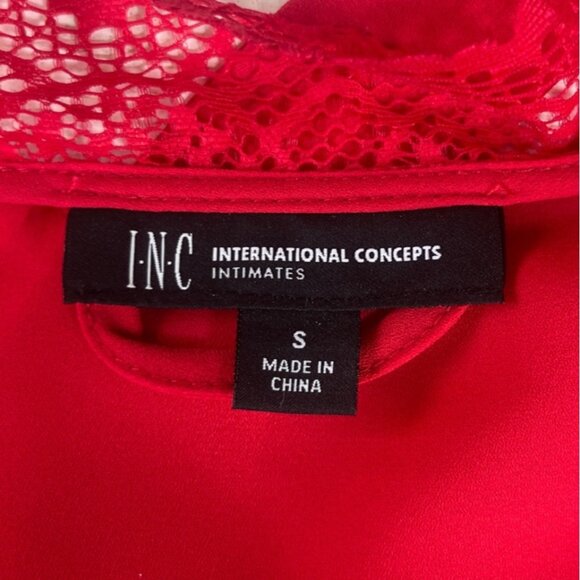 I·N·C INTERNATIONAL CONCEPTS
INTIMATES
S
MADE IN
CHINA